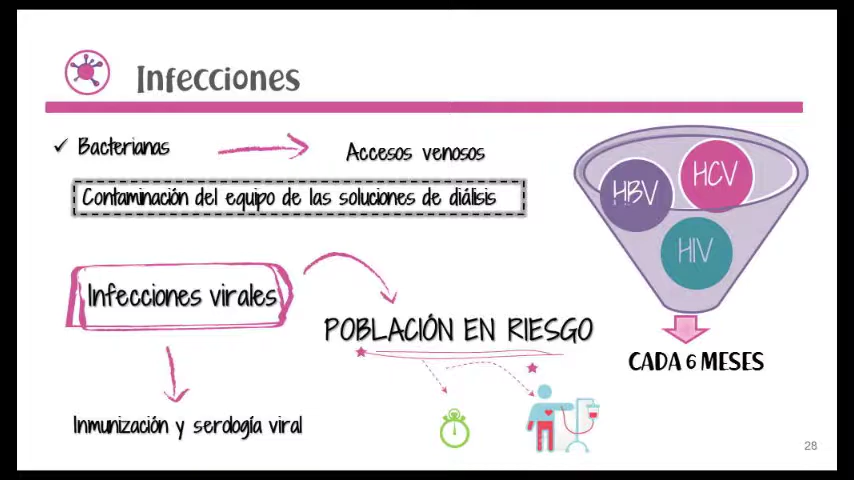 Infecciones
✓ Bacterianas
Accesos venosos
Contaminación del equipo de las soluciones de diálisis
HBV
HCV
HIV
Infecciones virales
POBLACIÓN EN RIESGO
CADA 6 MESES
Inmunización y serología viral
28